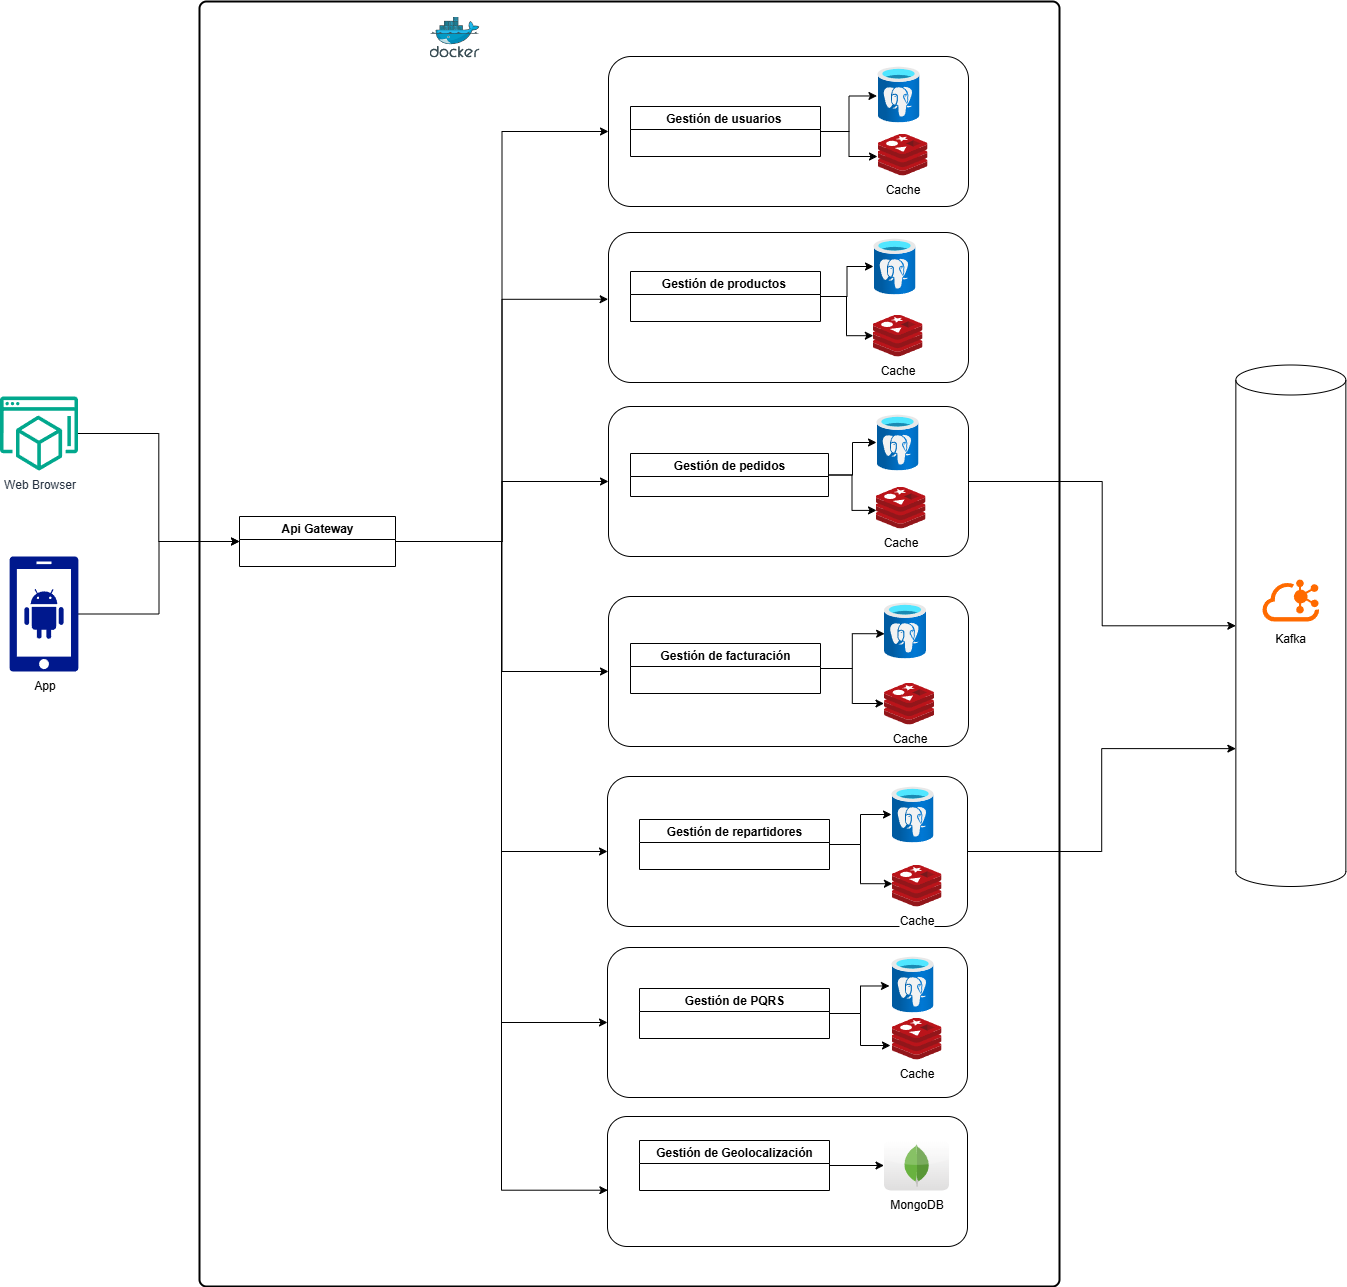 docker
Gestión de usuarios
Cache
Gestión de productos
Cache
Gestión de pedidos
Cache
Web Browser
Api Gateway
App
Gestión de facturación
Cache
Kafka
Gestión de repartidores
Cache
Gestión de PQRS
Cache
Gestión de Geolocalización
MongoDB